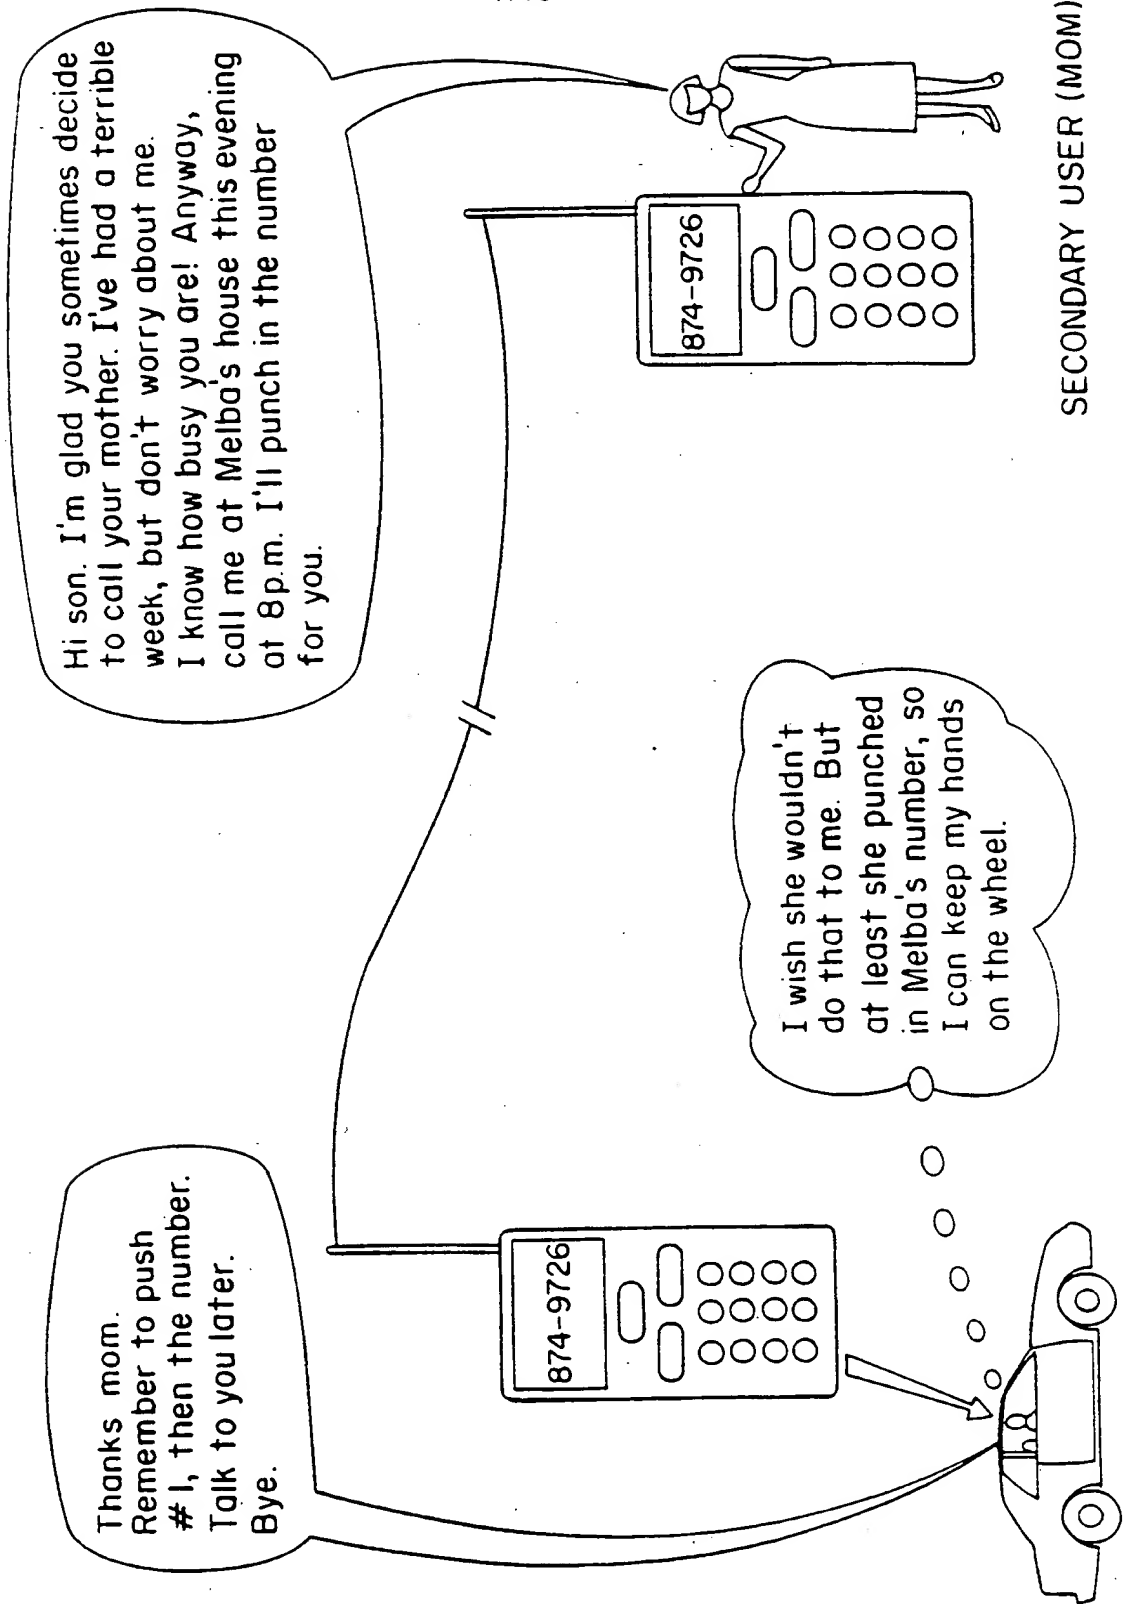 Thanks mom.
Remember to push
# 1, then the number.
Talk to you later.
Bye.
Hi son. I'm glad you sometimes decide
to call your mother. I've had a terrible
week, but don't worry about me.
I know how busy you are! Anyway,
call me at Melba's house this evening
at 8p.m. I'll punch in the number
for you.
874-9726
874-9726
I wish she wouldn't
do that to me. But
at least she punched
in Melba's number, so
I can keep my hands
on the wheel.
SECONDARY USER (MOM)